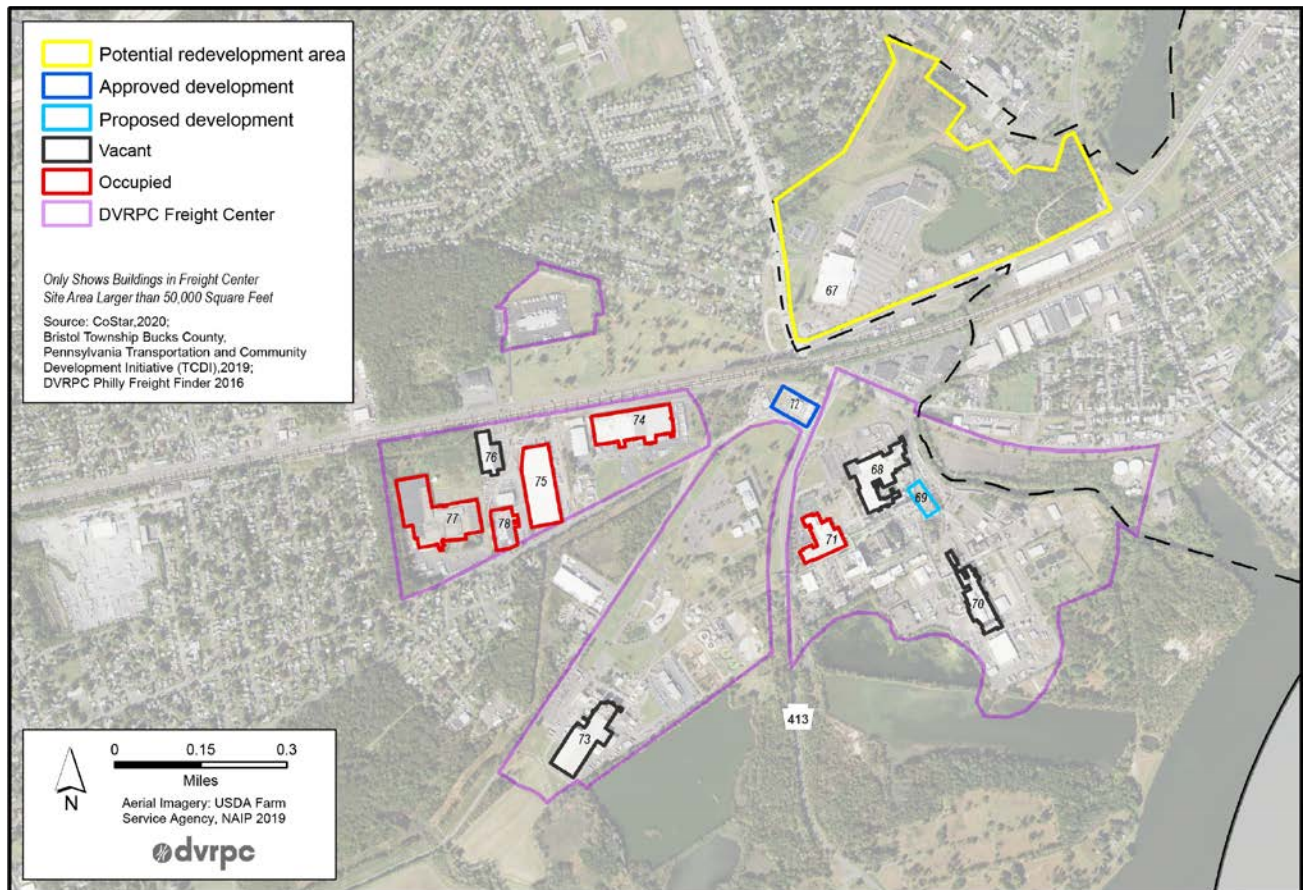 Potential redevelopment area
Approved development
Proposed development
Vacant
Occupied
DVRPC Freight Center
Only Shows Buildings in Freight Center
Site Area Larger than 50,000 Square Feet
Source: CoStar,2020;
Bristol Township Bucks County,
Pennsylvania Transportation and Community
Development Initiative (TCDI),2019;
DVRPC Philly Freight Finder 2016
67
72
74
76
75
77
78
68
69
71
70
73
413
0 0.15 0.3
Miles
N
Aerial Imagery: USDA Farm
Service Agency, NAIP 2019
dvrpc